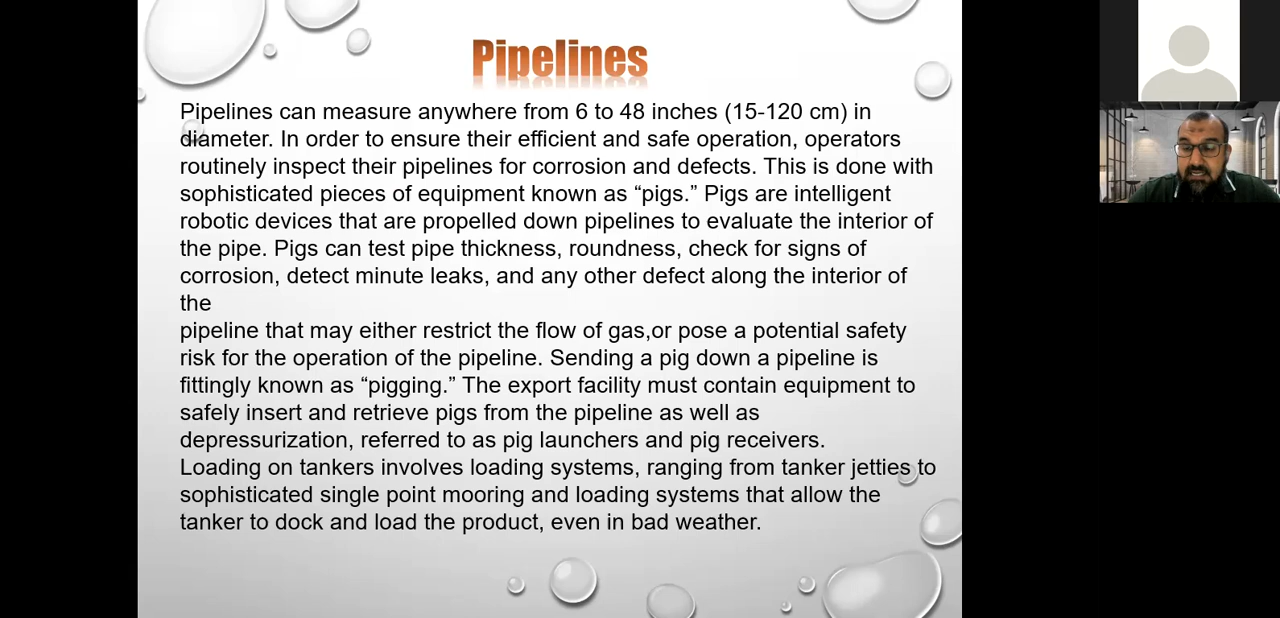 Pipelines
Pipelines can measure anywhere from 6 to 48 inches (15-120 cm) in
diameter. In order to ensure their efficient and safe operation, operators
routinely inspect their pipelines for corrosion and defects. This is done with
sophisticated pieces of equipment known as “pigs.” Pigs are intelligent
robotic devices that are propelled down pipelines to evaluate the interior of
the pipe. Pigs can test pipe thickness, roundness, check for signs of
corrosion, detect minute leaks, and any other defect along the interior of
the
pipeline that may either restrict the flow of gas,or pose a potential safety
risk for the operation of the pipeline. Sending a pig down a pipeline is
fittingly known as “pigging.” The export facility must contain equipment to
safely insert and retrieve pigs from the pipeline as well as
depressurization, referred to as pig launchers and pig receivers.
Loading on tankers involves loading systems, ranging from tanker jetties to
sophisticated single point mooring and loading systems that allow the
tanker to dock and load the product, even in bad weather.